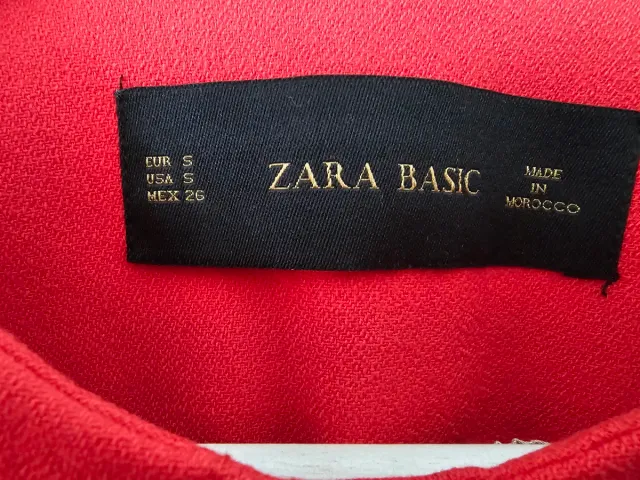 EUR S
USA S
MEX 26
ZARA BASIC
MADE
IN
MOROCCO